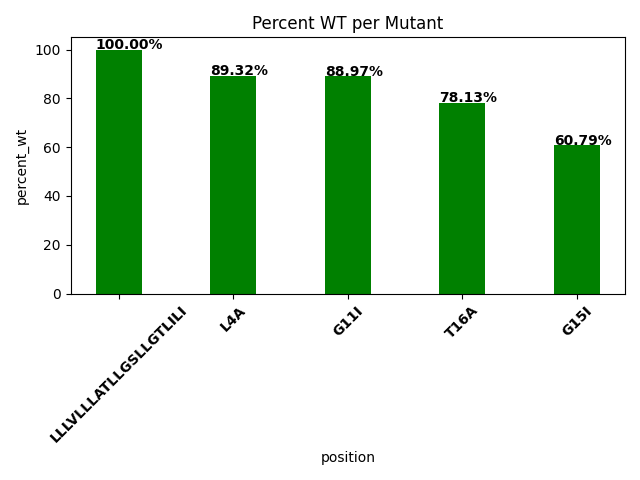 Percent WT per Mutant
percent_wt
100
80
60
40
20
0
100.00%
89.32%
88.97%
78.13%
60.79%
LLLVLLLATLLGSLLGTLILI
L4A
G11I
T16A
G15I
position